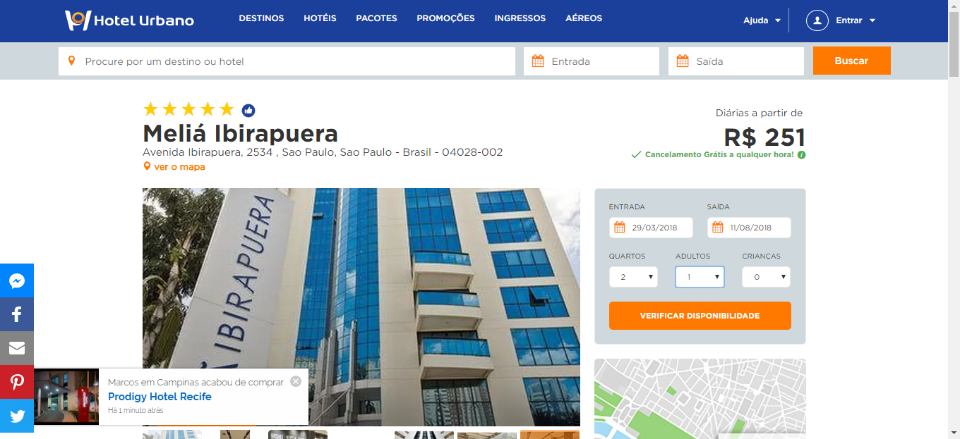 Hotel Urbano
DESTINOS HOTÉIS PACOTES PROMOÇÕES INGRESSOS AÉREOS
Ajuda Entrar
Procure por um destino ou hotel
Entrada
Saída
Buscar
Meliá Ibirapuera
Avenida Ibirapuera, 2534 , Sao Paulo, Sao Paulo - Brasil - 04028-002
ver o mapa
Diárias a partir de
R$ 251
Cancelamento Grátis a qualquer hora!
IBIRAPUERA
ENTRADA SAÍDA
29/03/2018 11/08/2018
QUARTOS ADULTOS CRIANÇAS
2 1 0
VERIFICAR DISPONIBILIDADE
Marcos em Campinas acabou de comprar
Prodigy Hotel Recife
Há 1 minuto atrás